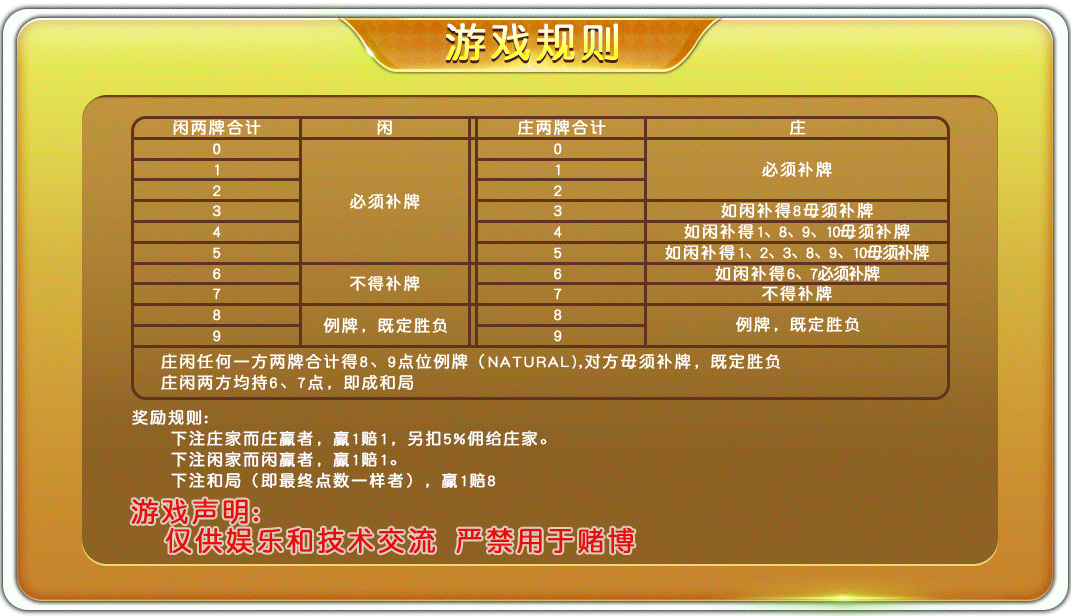 游戏规则
闲两牌合计 闲 庄两牌合计 庄
0 必须补牌 0 必须补牌
1 1
2 2
3 3 如闲补得8毋须补牌
4 4 如闲补得1、8、9、10毋须补牌
5 5 如闲补得1、2、3、8、9、10毋须补牌
6 不得补牌 6 如闲补得6、7必须补牌
7 7 不得补牌
8 例牌，既定胜负 8 例牌，既定胜负
9 9
庄闲任何一方两牌合计得8、9点位例牌（NATURAL),对方毋须补牌，既定胜负
庄闲两方均持6、7点，即成和局
奖励规则:
下注庄家而庄赢者，赢1赔1，另扣5%佣给庄家。
下注闲家而闲赢者，赢1赔1。
下注和局（即最终点数一样者），赢1赔8
游戏声明:
仅供娱乐和技术交流 严禁用于赌博